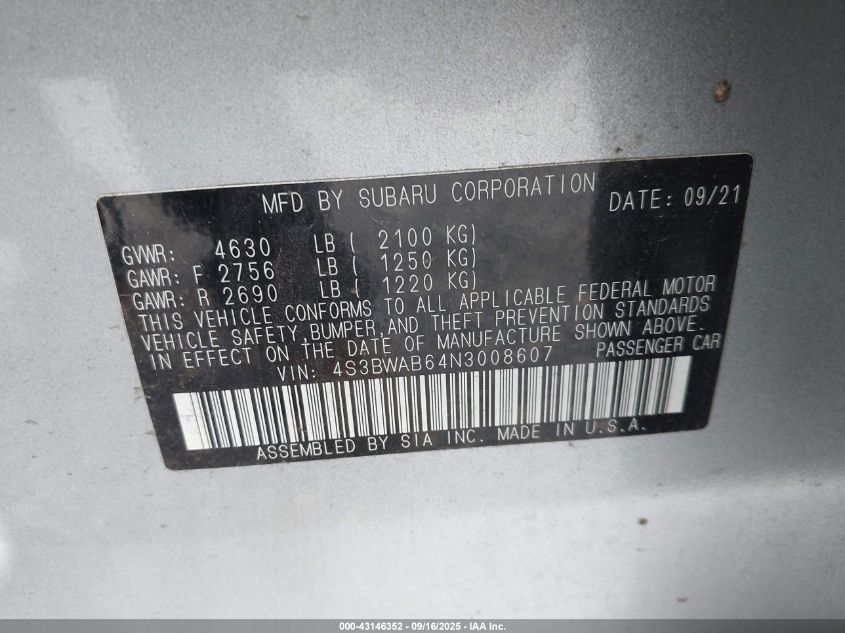 MFD BY SUBARU CORPORATION DATE: 09/21
GVWR: 4630 LB ( 2100 KG)
GAWR: F 2756 LB ( 1250 KG)
GAWR: R 2690 LB ( 1220 KG)
THIS VEHICLE CONFORMS TO ALL APPLICABLE FEDERAL MOTOR
VEHICLE SAFETY,BUMPER,AND THEFT PREVENTION STANDARDS
IN EFFECT ON THE DATE OF MANUFACTURE SHOWN ABOVE.
VIN: 4S3BWAB64N3008607 PASSENGER CAR
ASSEMBLED BY SIA INC. MADE IN U.S.A.
000-43146352 - 09/16/2025 - IAA Inc.